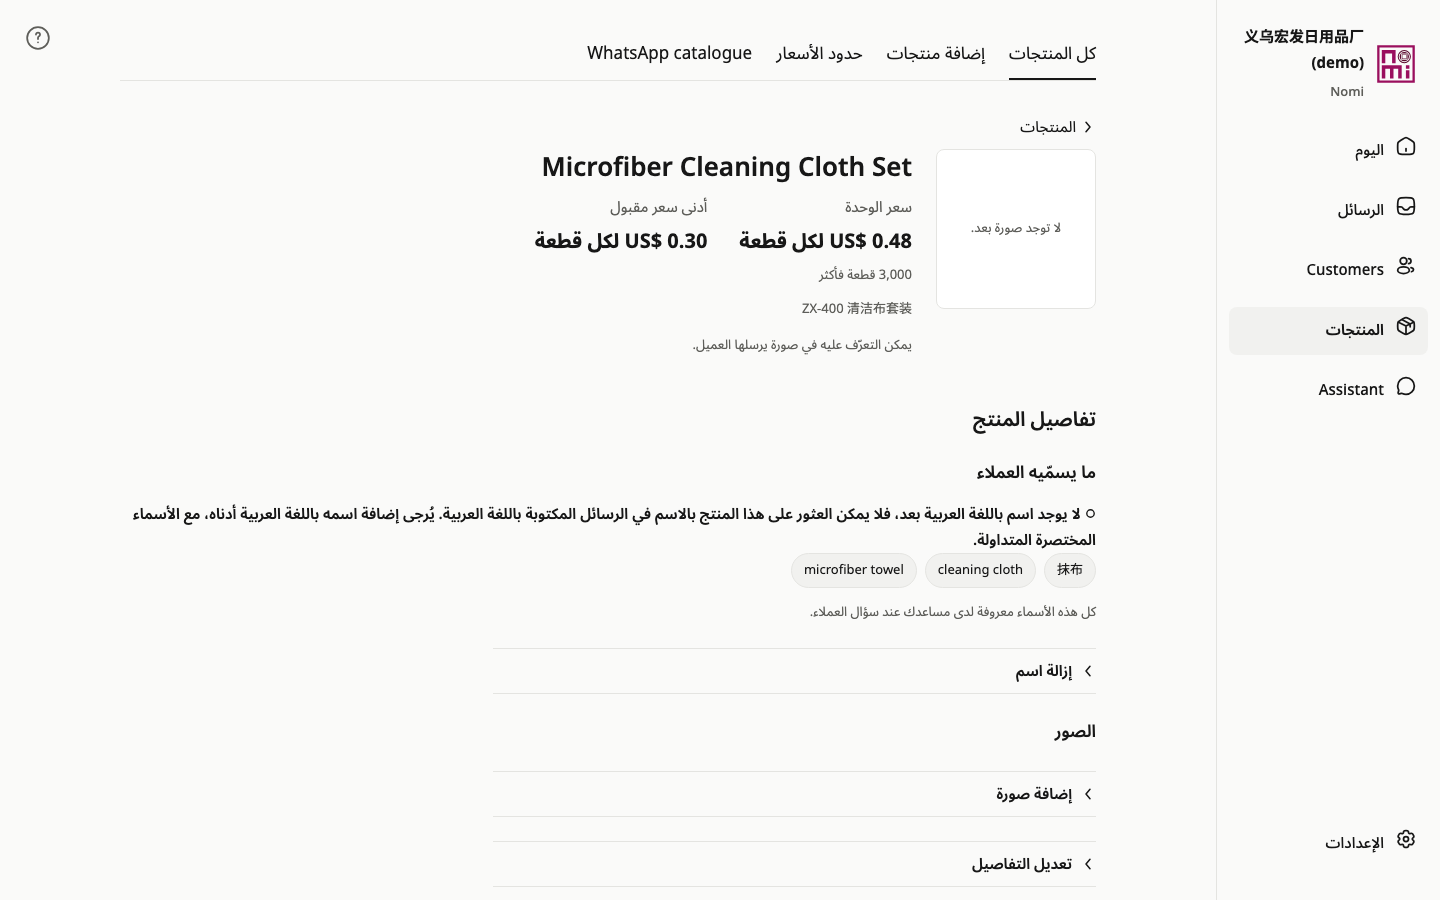 义乌宏发日用品厂
(demo)
Nomi
اليوم
الرسائل
Customers
المنتجات
Assistant
الإعدادات
كل المنتجات
إضافة منتجات
حدود الأسعار
WhatsApp catalogue
المنتجات
لا توجد صورة بعد.
Microfiber Cleaning Cloth Set
سعر الوحدة
US$ 0.48 لكل قطعة
3,000 قطعة فأكثر
أدنى سعر مقبول
US$ 0.30 لكل قطعة
ZX-400 清洁布套装
يمكن التعرّف عليه في صورة يرسلها العميل.
تفاصيل المنتج
ما يسمّيه العملاء
لا يوجد اسم باللغة العربية بعد، فلا يمكن العثور على هذا المنتج بالاسم في الرسائل المكتوبة باللغة العربية. يُرجى إضافة اسمه باللغة العربية أدناه، مع الأسماء
المختصرة المتداولة.
抹布
cleaning cloth
microfiber towel
كل هذه الأسماء معروفة لدى مساعدك عند سؤال العملاء.
إزالة اسم
الصور
إضافة صورة
تعديل التفاصيل